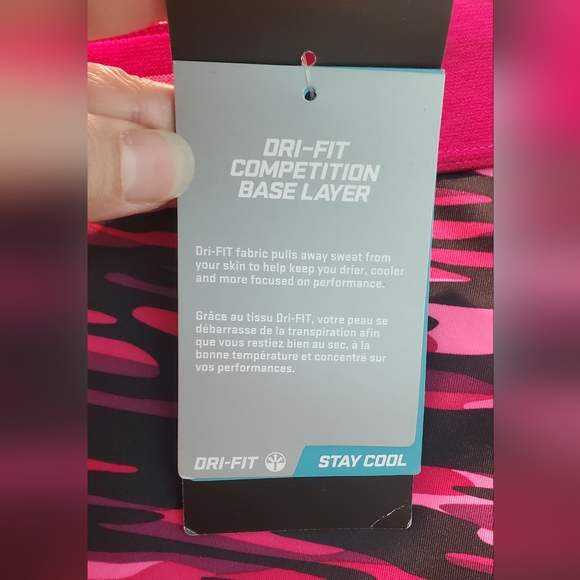 DRI-FIT
COMPETITION
BASE LAYER
Dri-FIT fabric pulls away sweat from
your skin to help keep you drier, cooler
and more focused on performance.
Grâce au tissu Dri-FIT, votre peau se
débarrasse de la transpiration afin
que vous restiez bien au sec, à la
bonne température et concentré sur
vos performances.
DRI-FIT STAY COOL